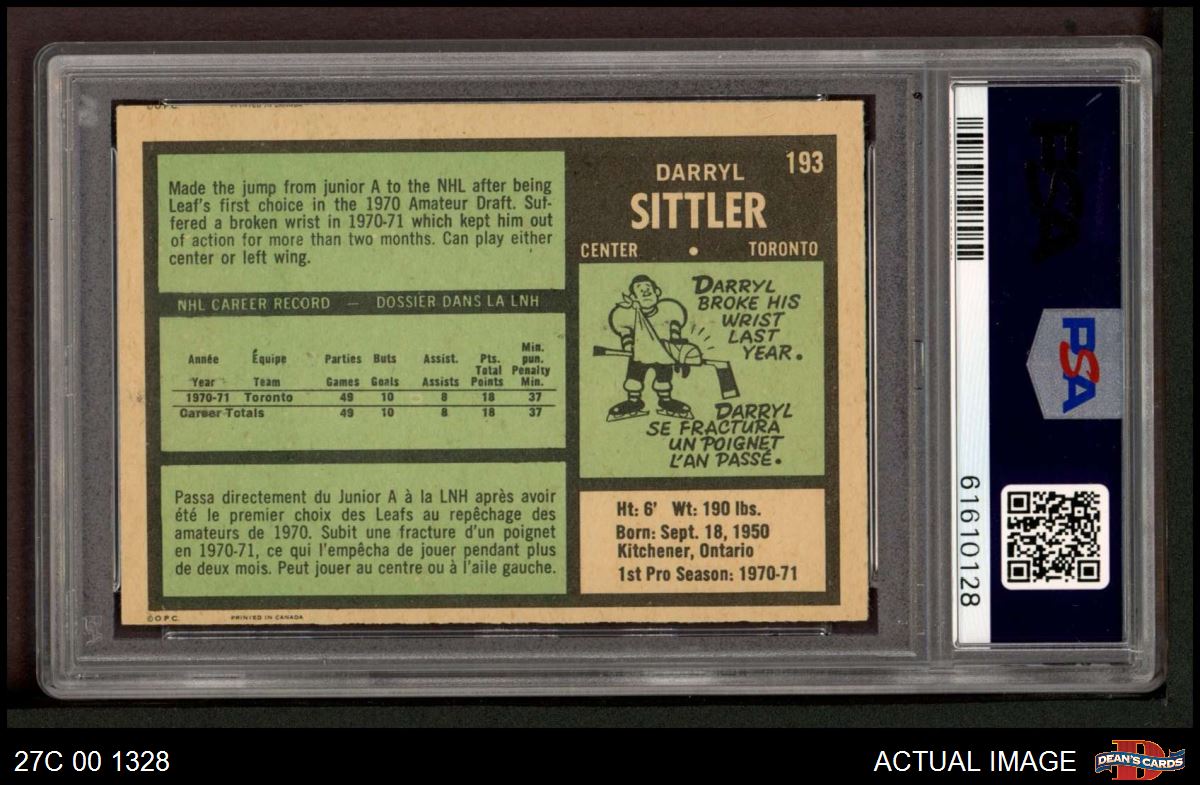 193
DARRYL
SITTLER
CENTER • TORONTO
Made the jump from junior A to the NHL after being
Leaf's first choice in the 1970 Amateur Draft. Suf-
fered a broken wrist in 1970-71 which kept him out
of action for more than two months. Can play either
center or left wing.
NHL CAREER RECORD — DOSSIER DANS LA LNH
Année Équipe Parties Buts Assist. Pts. Total Min. pun. Penalty
Year Team Games Goals Assists Points Min.
1970-71 Toronto 49 10 8 18 37
Career Totals 49 10 8 18 37
DARRYL
BROKE HIS
WRIST
LAST
YEAR.
DARRYL
SE FRACTURA
UN POIGNET
L'AN PASSÉ.
Passa directement du Junior A à la LNH après avoir
été le premier choix des Leafs au repêchage des
amateurs de 1970. Subit une fracture d'un poignet
en 1970-71, ce qui l'empêcha de jouer pendant plus
de deux mois. Peut jouer au centre ou à l'aile gauche.
Ht: 6' Wt: 190 lbs.
Born: Sept. 18, 1950
Kitchener, Ontario
1st Pro Season: 1970-71
©O.P.C. PRINTED IN CANADA
PSA
PSA
61610128
27C 00 1328
ACTUAL IMAGE
DEAN'S CARDS